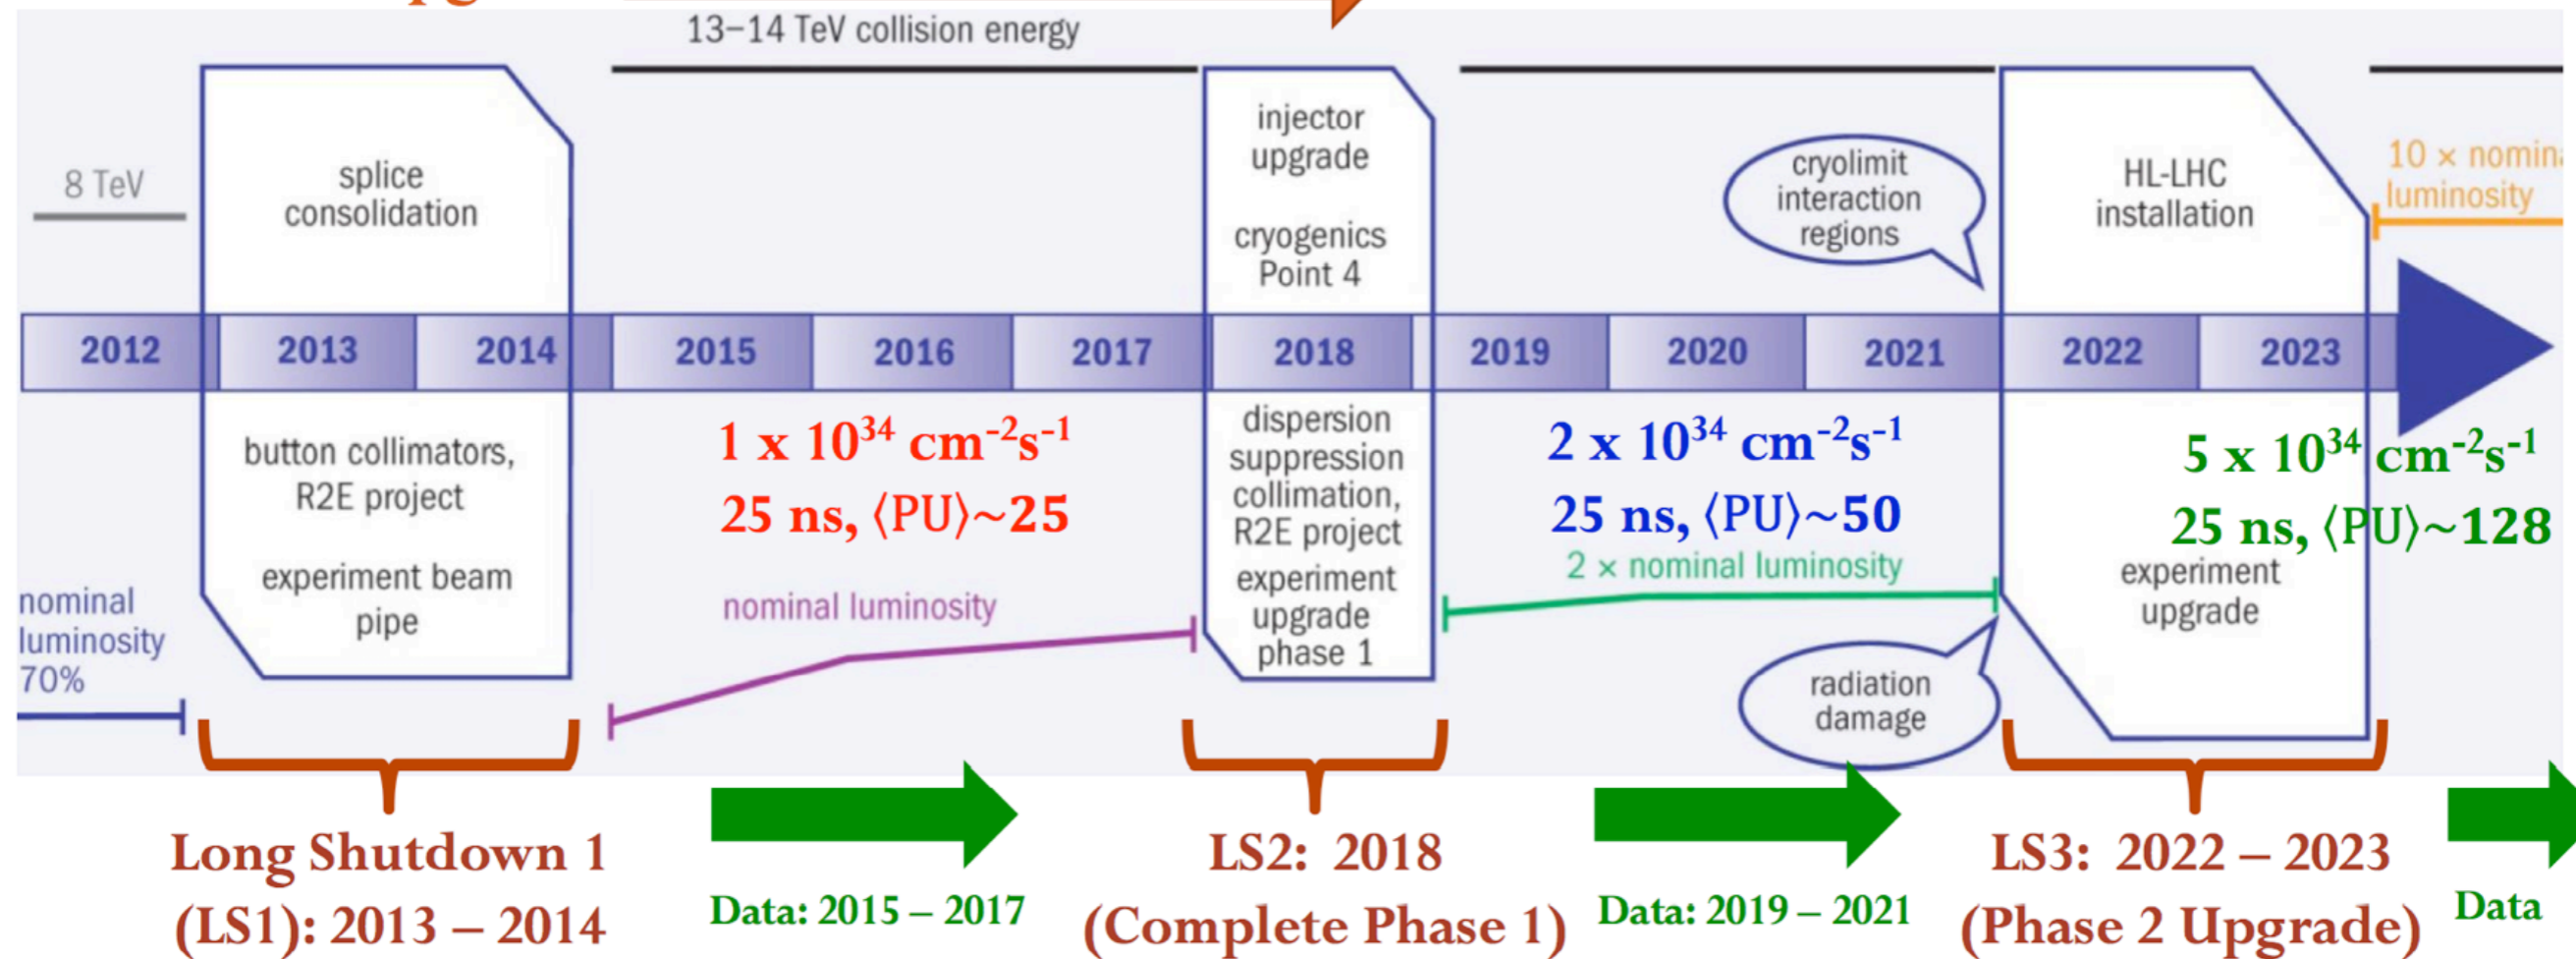 13–14 TeV collision energy
8 TeV
splice
consolidation
injector
upgrade
cryogenics
Point 4
cryolimit
interaction
regions
HL-LHC
installation
10 × nomina
luminosity
2012 2013 2014 2015 2016 2017 2018 2019 2020 2021 2022 2023
nominal
luminosity
70%
button collimators,
R2E project
experiment beam
pipe
1 x 10³⁴ cm⁻²s⁻¹
25 ns, ⟨PU⟩~25
nominal luminosity
dispersion
suppression
collimation,
R2E project
experiment
upgrade
phase 1
2 x 10³⁴ cm⁻²s⁻¹
25 ns, ⟨PU⟩~50
2 × nominal luminosity
radiation
damage
5 x 10³⁴ cm⁻²s⁻¹
25 ns, ⟨PU⟩~128
experiment
upgrade
Long Shutdown 1
(LS1): 2013 – 2014
Data: 2015 – 2017
LS2: 2018
(Complete Phase 1)
Data: 2019 – 2021
LS3: 2022 – 2023
(Phase 2 Upgrade)
Data